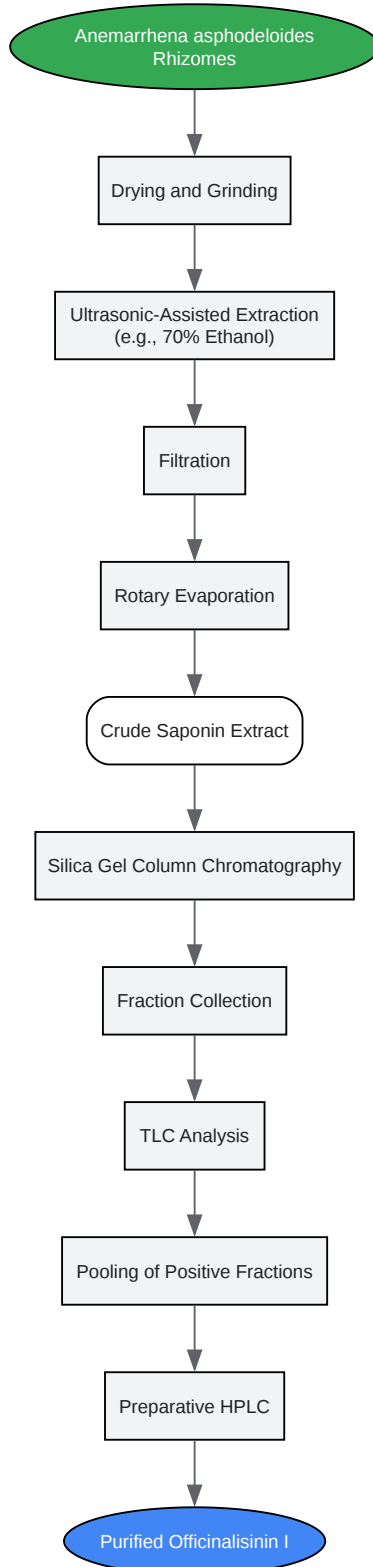 Anemarrhena asphodeloides
Rhizomes
Drying and Grinding
Ultrasonic-Assisted Extraction
(e.g., 70% Ethanol)
Filtration
Rotary Evaporation
Crude Saponin Extract
Silica Gel Column Chromatography
Fraction Collection
TLC Analysis
Pooling of Positive Fractions
Preparative HPLC
Purified Officinalisinin I